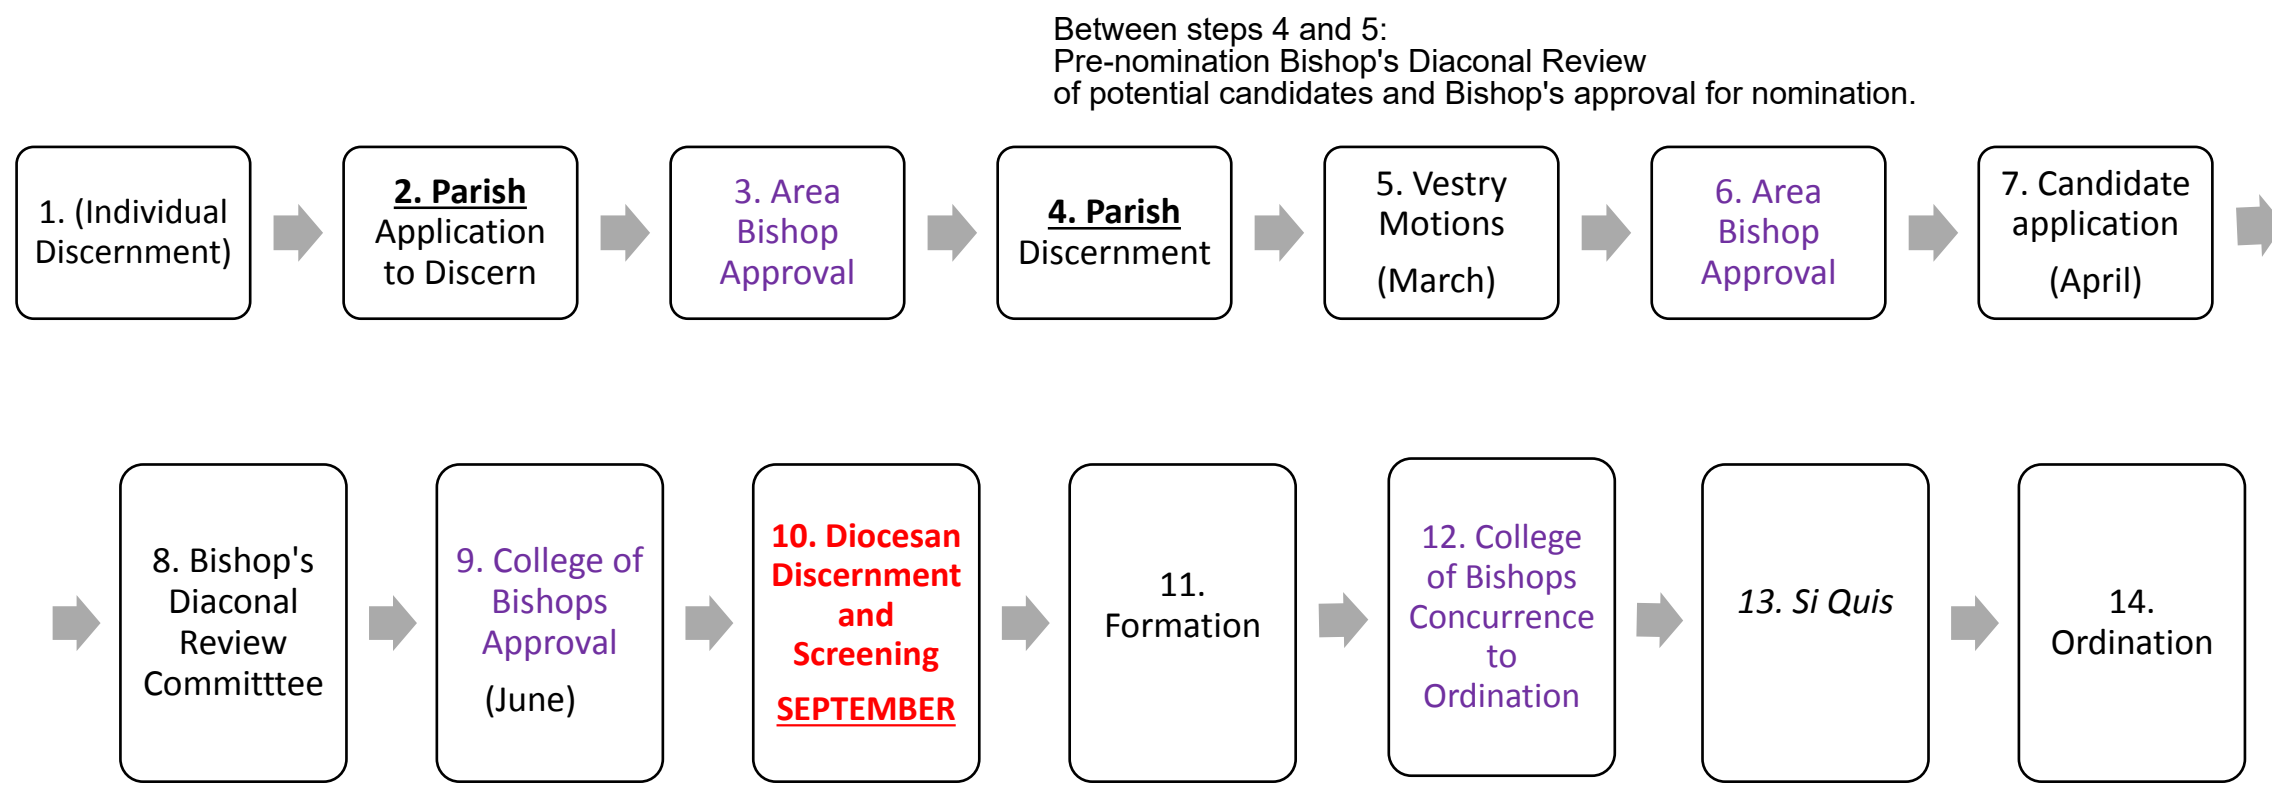 Between steps 4 and 5:
Pre-nomination Bishop's Diaconal Review
of potential candidates and Bishop's approval for nomination.
1. (Individual
Discernment)
2. Parish
Application
to Discern
3. Area
Bishop
Approval
4. Parish
Discernment
5. Vestry
Motions
(March)
6. Area
Bishop
Approval
7. Candidate
application
(April)
8. Bishop's
Diaconal
Review
Committtee
9. College of
Bishops
Approval
(June)
10. Diocesan
Discernment
and
Screening
SEPTEMBER
11.
Formation
12. College
of Bishops
Concurrence
to
Ordination
13. Si Quis
14.
Ordination